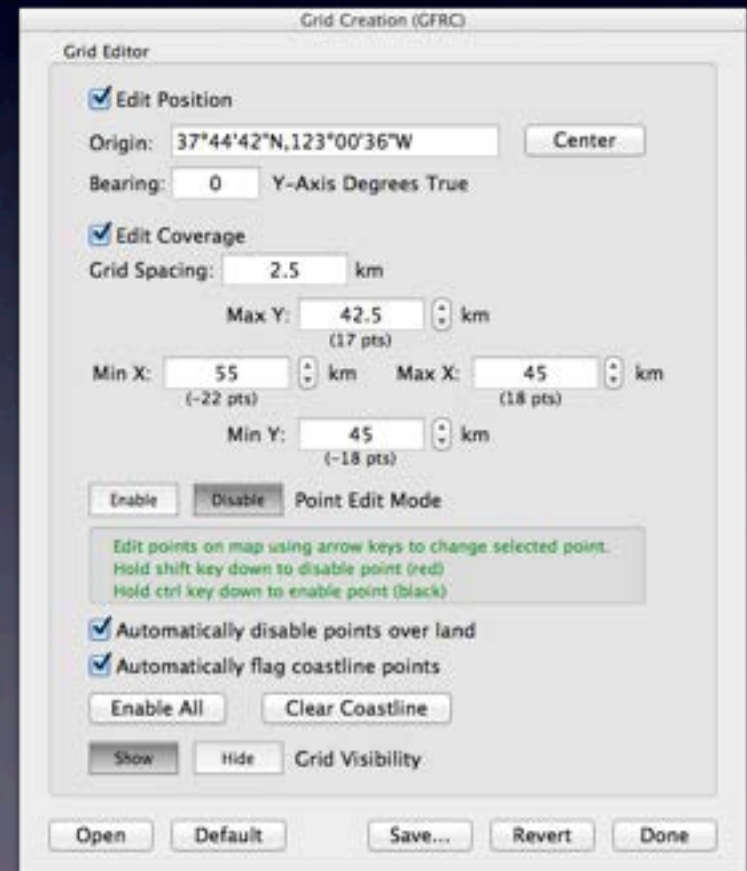 Grid Creation (GFRC)
Grid Editor
Edit Position
Origin: 37°44'42"N,123°00'36"W Center
Bearing: 0 Y-Axis Degrees True
Edit Coverage
Grid Spacing: 2.5 km
Max Y: 42.5 km
(17 pts)
Min X: 55 km Max X: 45 km
(-22 pts) (18 pts)
Min Y: 45 km
(-18 pts)
Enable Disable Point Edit Mode
Edit points on map using arrow keys to change selected point.
Hold shift key down to disable point (red)
Hold ctrl key down to enable point (black)
Automatically disable points over land
Automatically flag coastline points
Enable All Clear Coastline
Show Hide Grid Visibility
Open Default Save... Revert Done